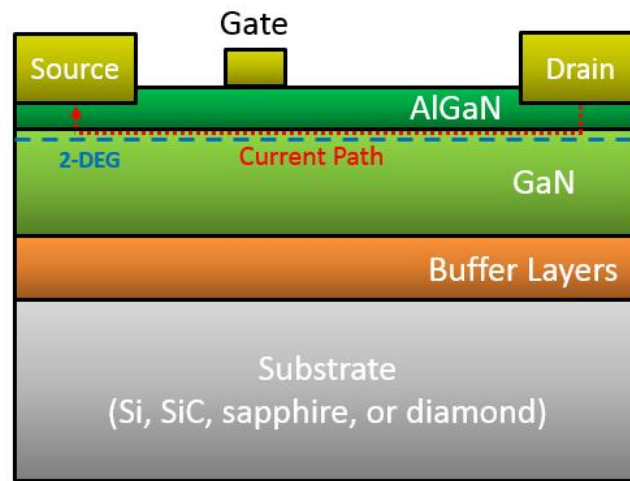 Gate
Source
Drain
AlGaN
2-DEG
Current Path
GaN
Buffer Layers
Substrate
(Si, SiC, sapphire, or diamond)